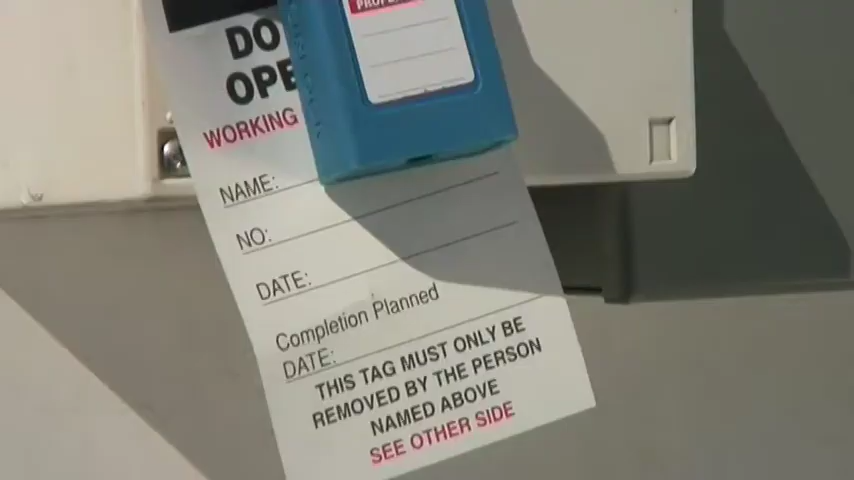 DO
OPE
WORKING
NAME:
NO:
DATE:
Completion Planned
DATE:
THIS TAG MUST ONLY BE
REMOVED BY THE PERSON
NAMED ABOVE
SEE OTHER SIDE